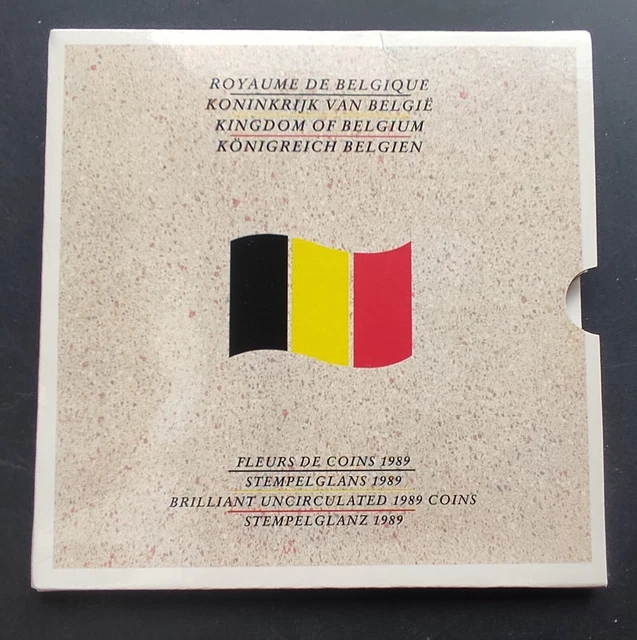 ROYAUME DE BELGIQUE
KONINKRIJK VAN BELGIË
KINGDOM OF BELGIUM
KÖNIGREICH BELGIEN
FLEURS DE COINS 1989
STEMPELGLANS 1989
BRILLIANT UNCIRCULATED 1989 COINS
STEMPELGLANZ 1989